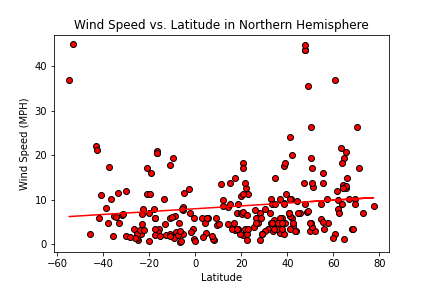 Wind Speed vs. Latitude in Northern Hemisphere
Wind Speed (MPH)
40
30
20
10
0
−60 −40 −20 0 20 40 60 80
Latitude